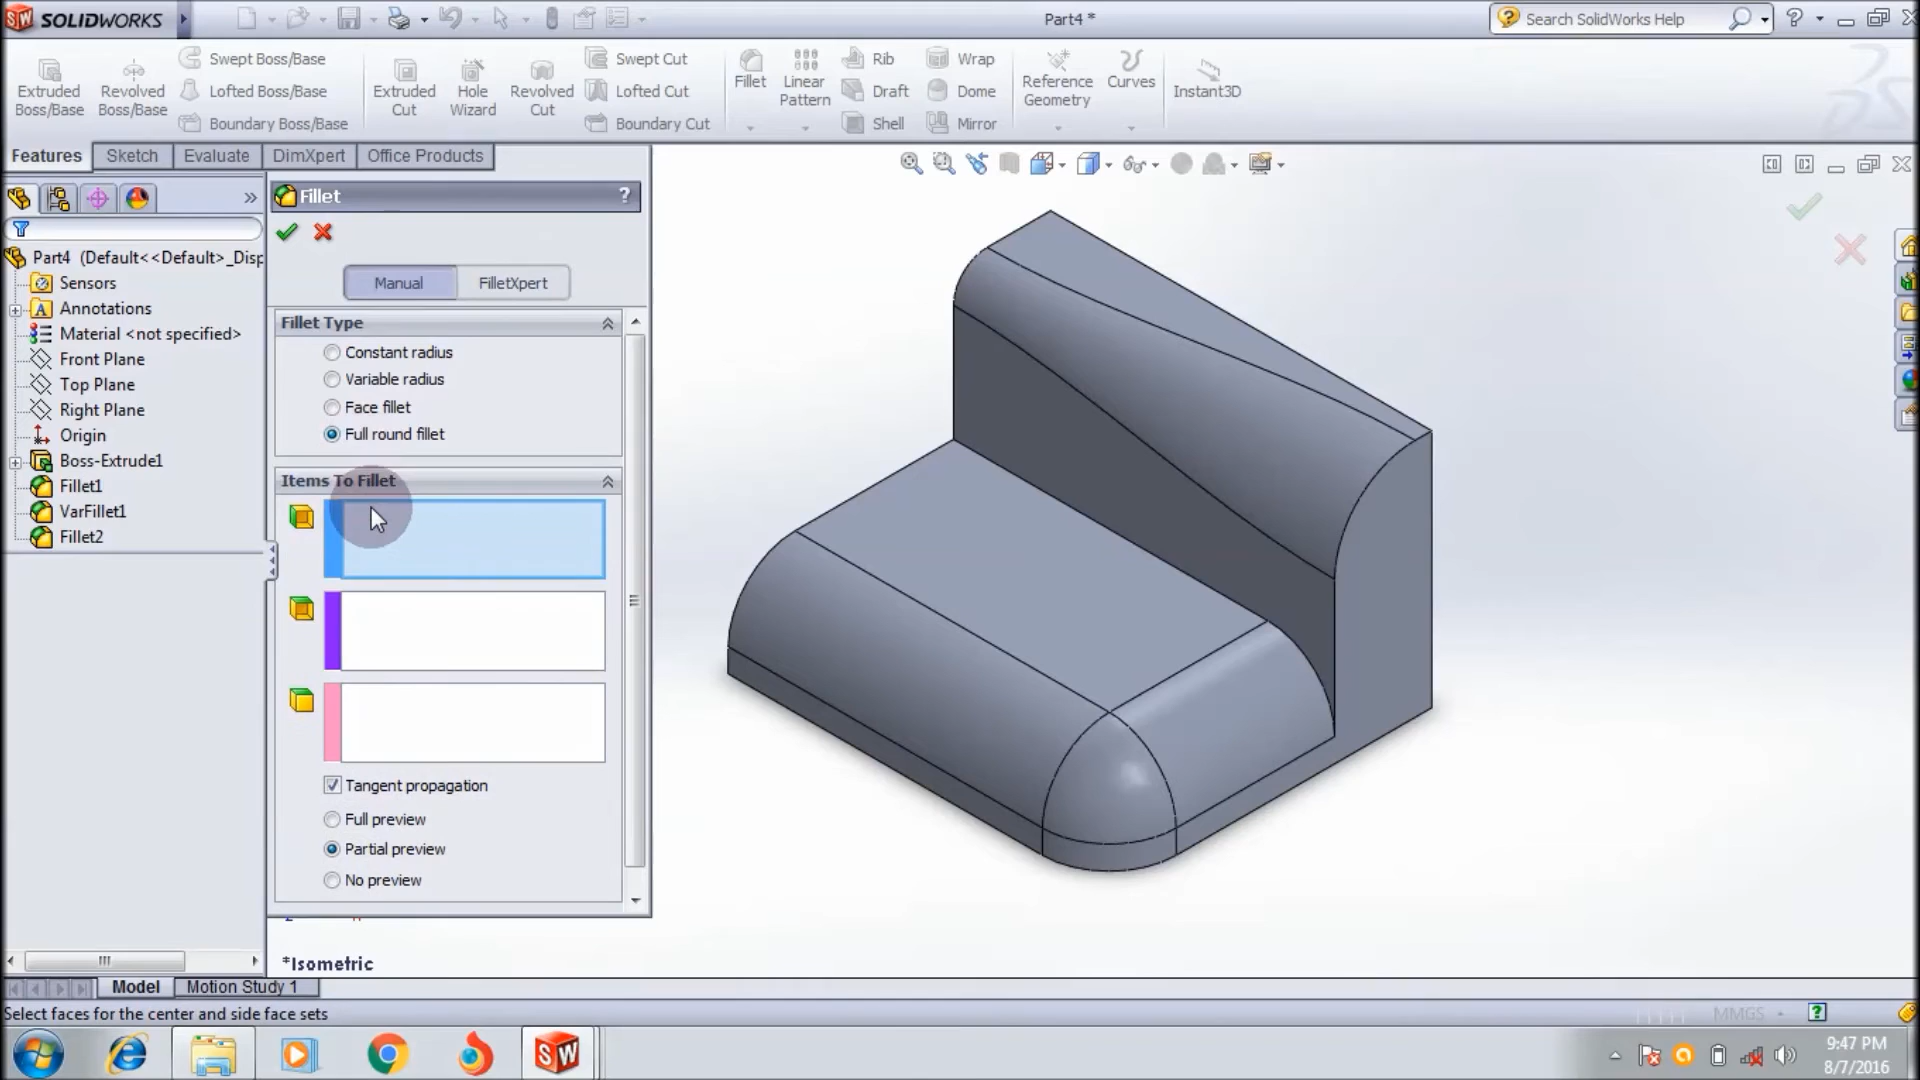 SOLIDWORKS
Part4 *
Search SolidWorks Help
Extruded Boss/Base
Revolved Boss/Base
Swept Boss/Base
Lofted Boss/Base
Boundary Boss/Base
Extruded Cut
Hole Wizard
Revolved Cut
Swept Cut
Lofted Cut
Boundary Cut
Fillet
Linear Pattern
Rib
Draft
Shell
Wrap
Dome
Mirror
Reference Geometry
Curves
Instant3D
Features
Sketch
Evaluate
DimXpert
Office Products
Part4 (Default<<Default>_Disp
Sensors
Annotations
Material <not specified>
Front Plane
Top Plane
Right Plane
Origin
Boss-Extrude1
Fillet1
VarFillet1
Fillet2
Fillet
?
Manual
FilletXpert
Fillet Type
Constant radius
Variable radius
Face fillet
Full round fillet
Items To Fillet
Tangent propagation
Full preview
Partial preview
No preview
*Isometric
Model
Motion Study 1
Select faces for the center and side face sets
MMGS
9:47 PM
8/7/2016